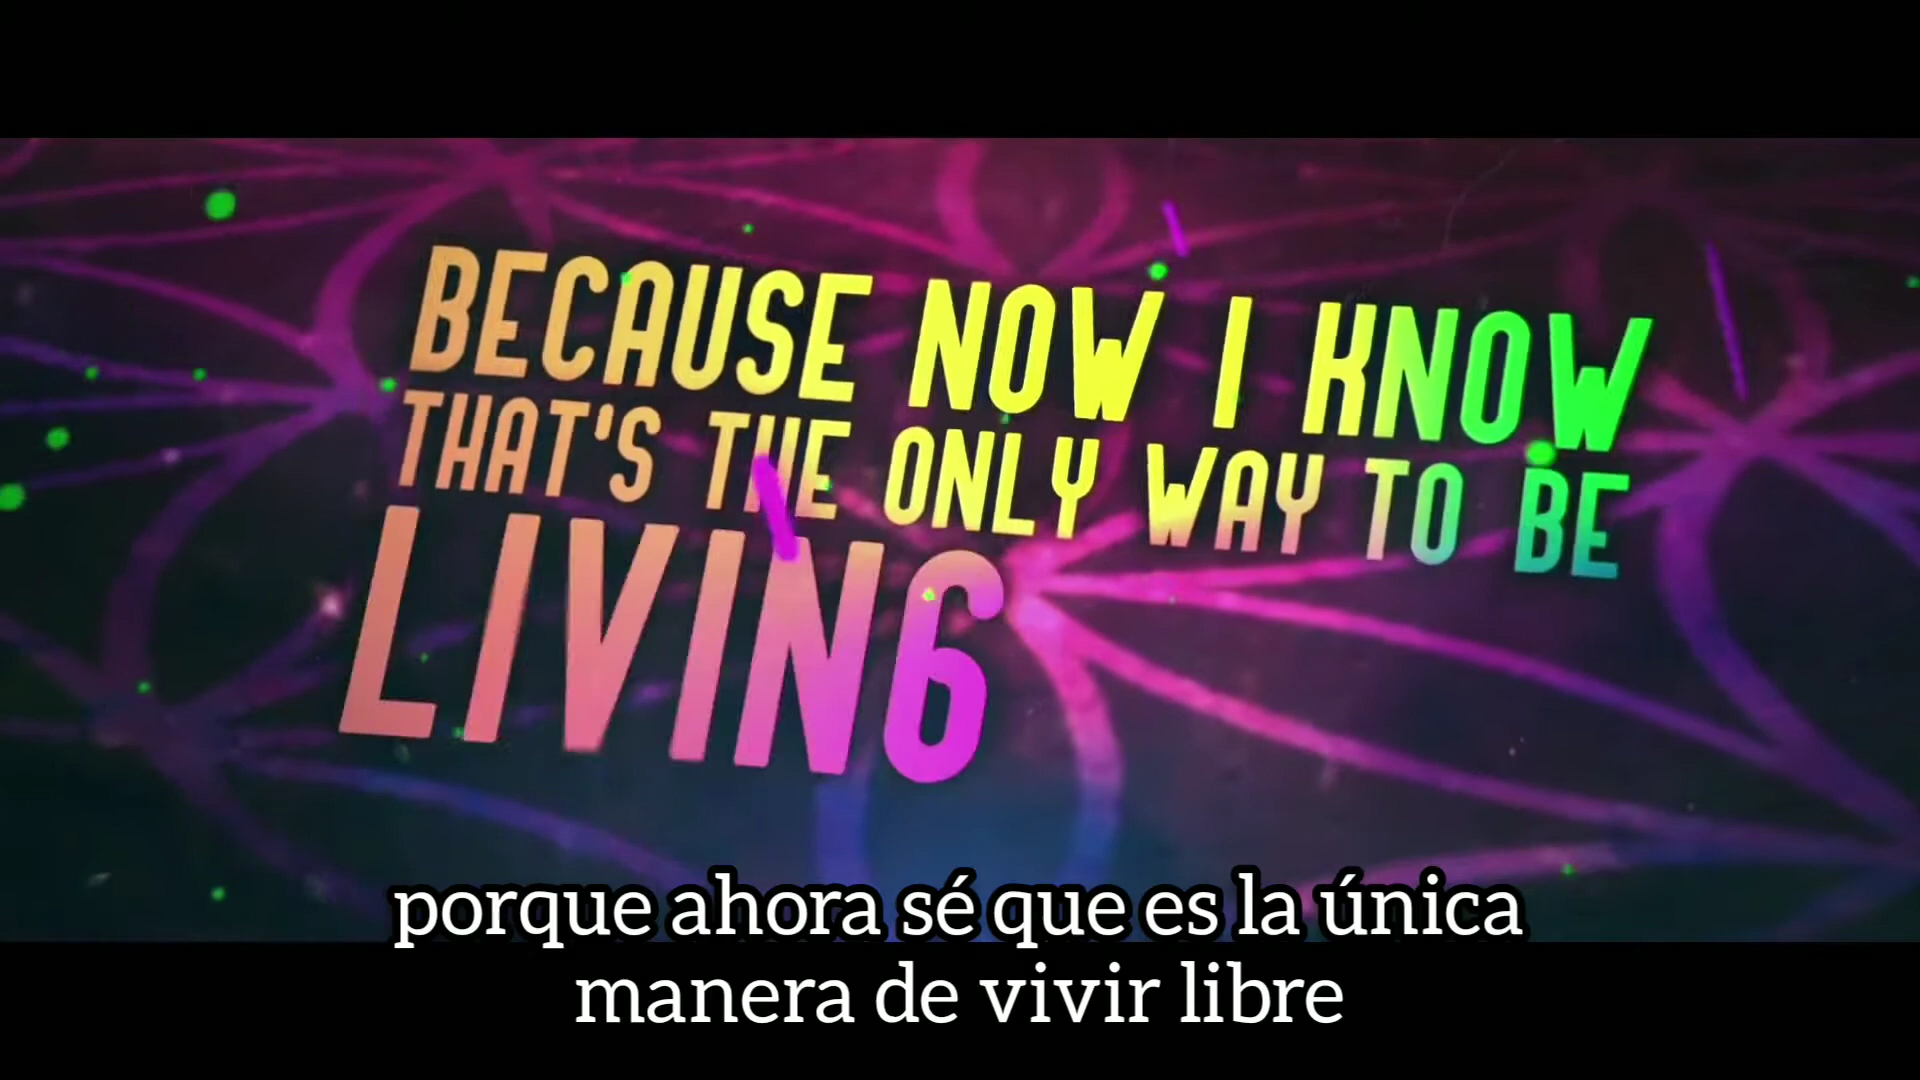 BECAUSE NOW I KNOW
THAT'S THE ONLY WAY TO BE
LIVING
porque ahora sé que es la única
manera de vivir libre